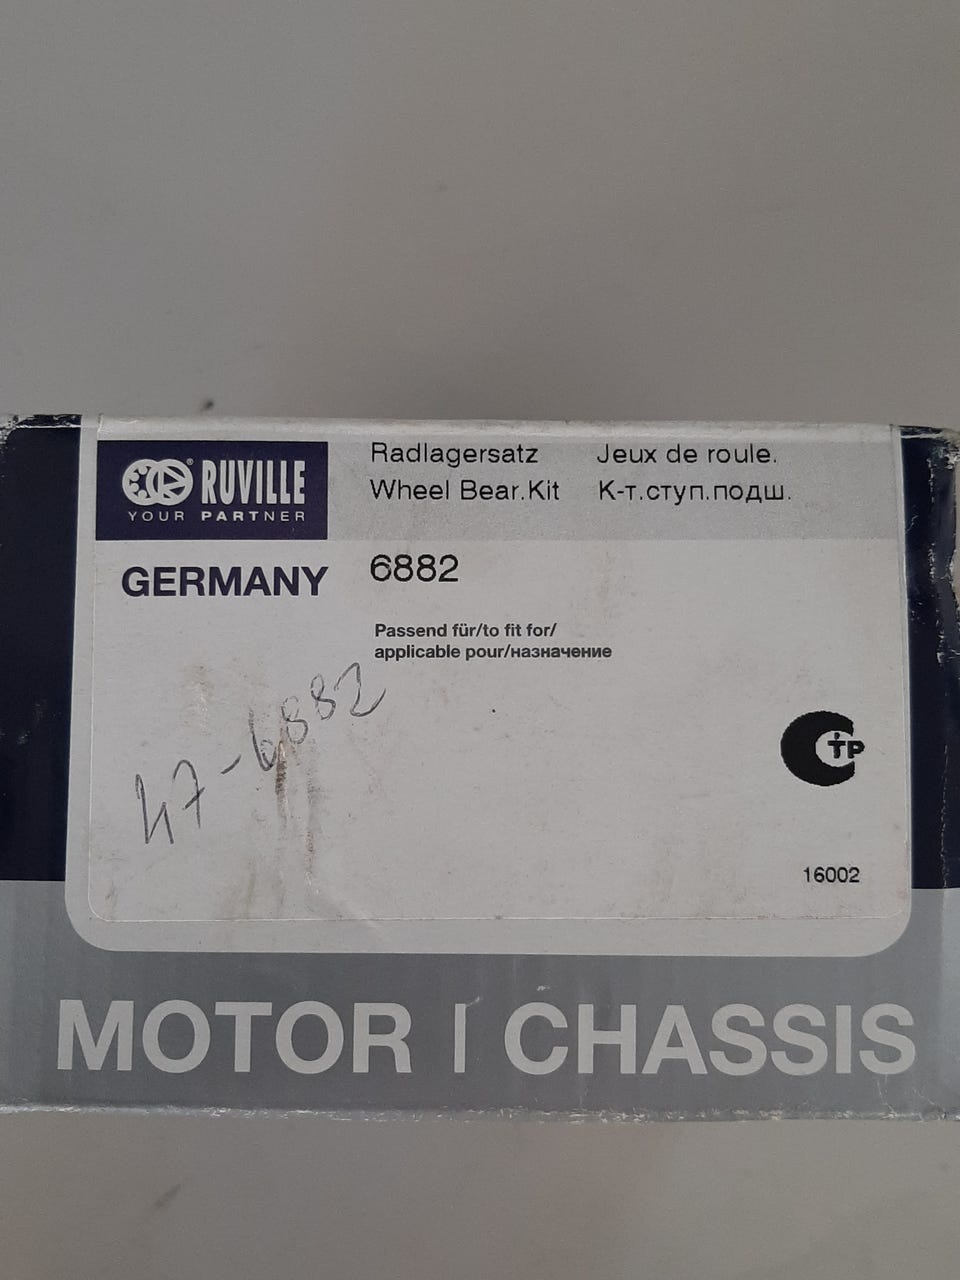 RUVILLE®
YOUR PARTNER
Radlagersatz Jeux de roule.
Wheel Bear.Kit К-т.ступ.подш.
GERMANY 6882
Passend für/to fit for/
applicable pour/назначение
47-6882
TP
16002
MOTOR | CHASSIS